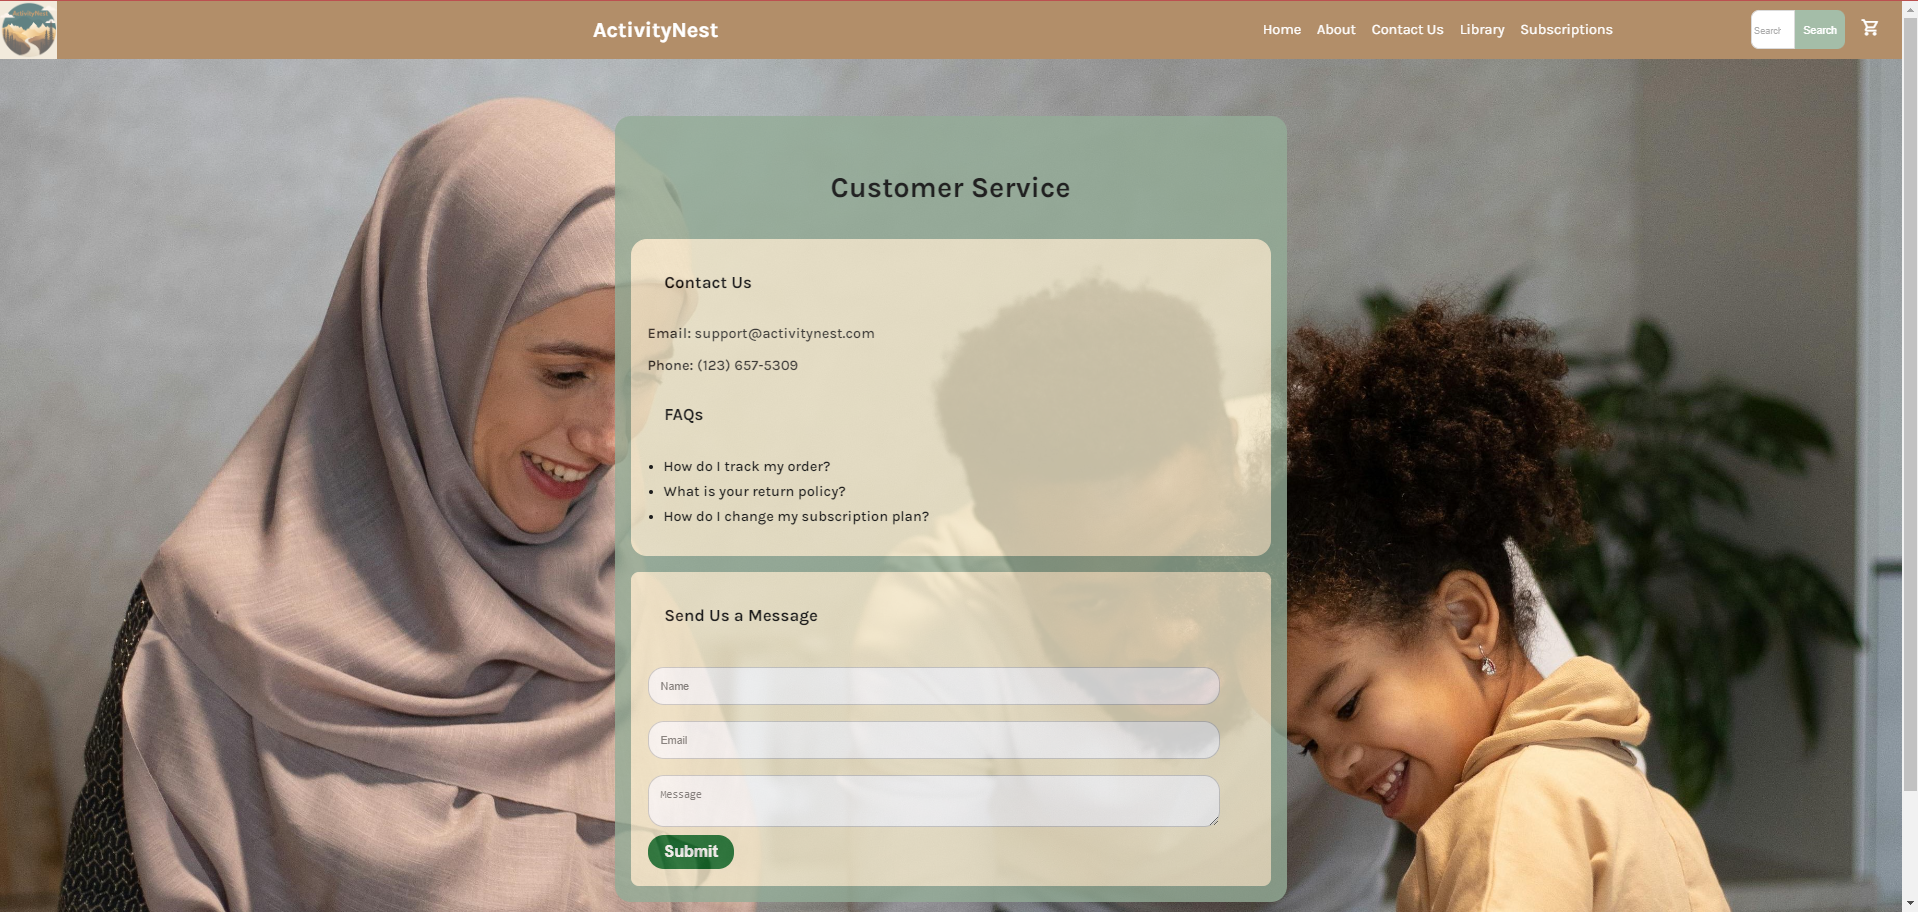 ActivityNest
ActivityNest
Home About Contact Us Library Subscriptions
Search Search
Customer Service
Contact Us
Email: support@activitynest.com
Phone: (123) 657-5309
FAQs
• How do I track my order?
• What is your return policy?
• How do I change my subscription plan?
Send Us a Message
Name
Email
Message
Submit